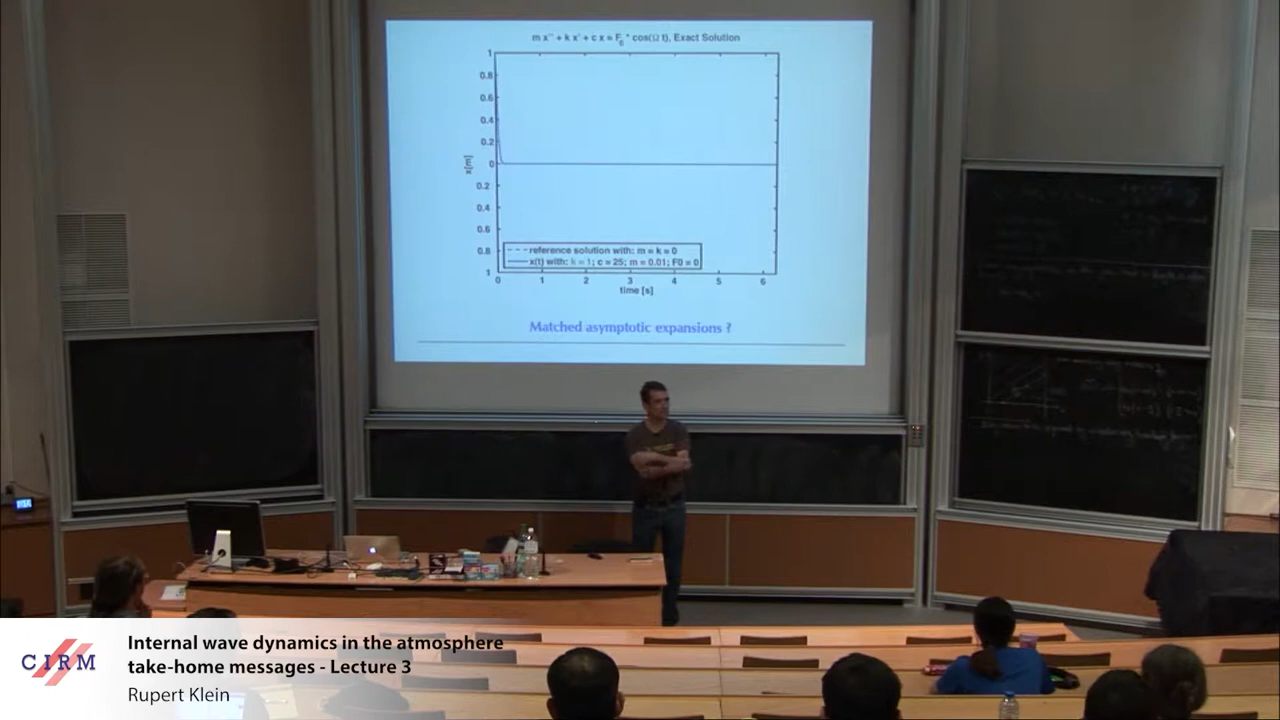 m x'' + k x' + c x = F0 * cos(Ω t), Exact Solution
1
0.8
0.6
0.4
0.2
0
0.2
0.4
0.6
0.8
1
x[m]
reference solution with: m = k = 0
x(t) with: k = 1; c = 25; m = 0.01; F0 = 0
0 1 2 3 4 5 6
time [s]
Matched asymptotic expansions ?
CIRM
Internal wave dynamics in the atmosphere
take-home messages - Lecture 3
Rupert Klein